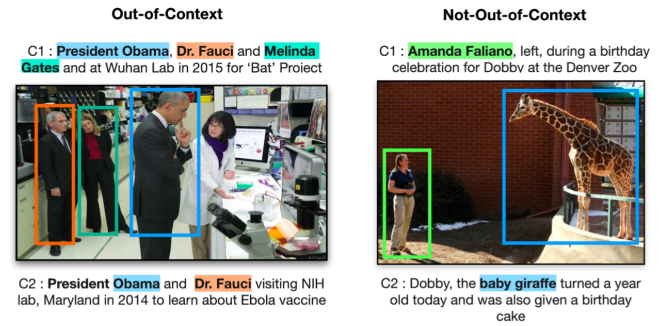 Out-of-Context
C1 : President Obama, Dr. Fauci and Melinda
Gates and at Wuhan Lab in 2015 for ‘Bat’ Project
C2 : President Obama and Dr. Fauci visiting NIH
lab, Maryland in 2014 to learn about Ebola vaccine
Not-Out-of-Context
C1 : Amanda Faliano, left, during a birthday
celebration for Dobby at the Denver Zoo
C2 : Dobby, the baby giraffe turned a year
old today and was also given a birthday
cake